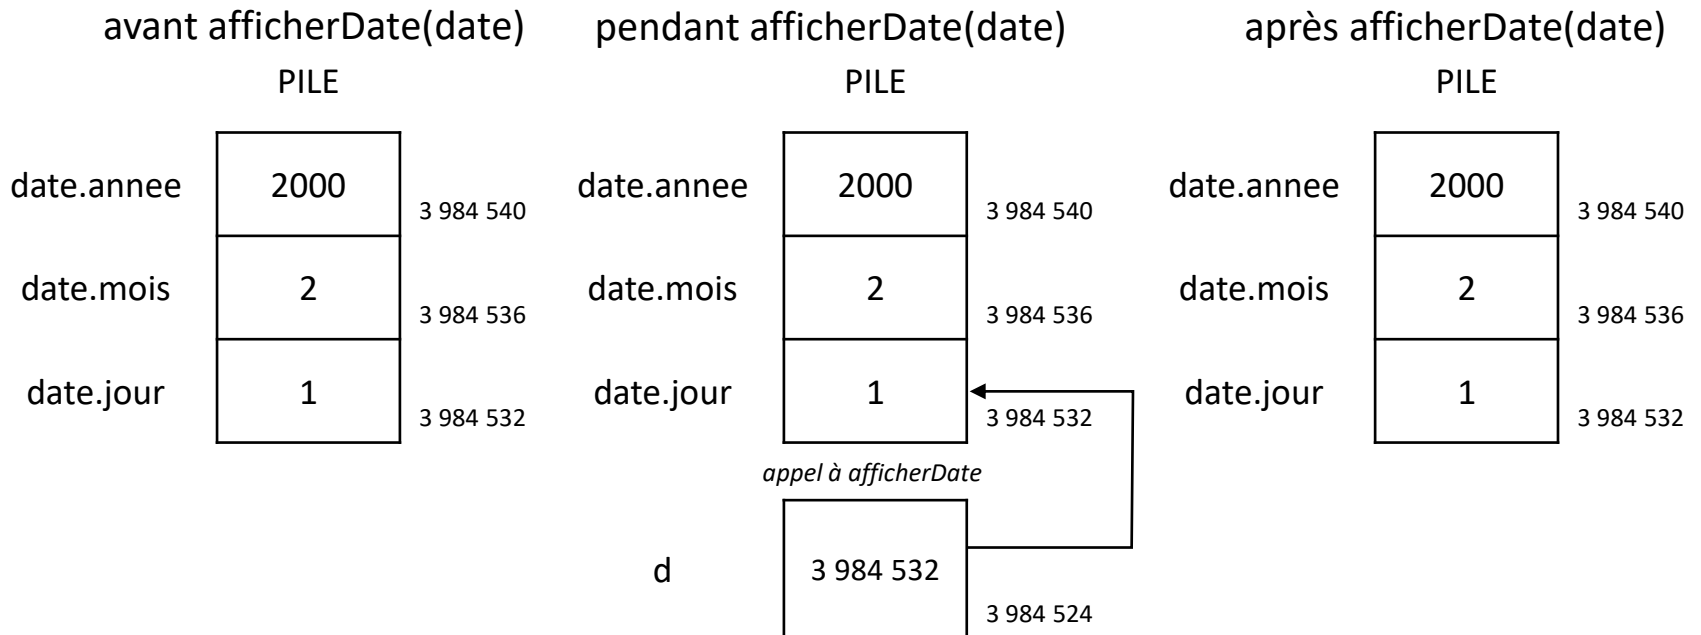 avant afficherDate(date)
pendant afficherDate(date)
après afficherDate(date)
PILE
PILE
PILE
date.annee
2000
3 984 540
date.annee
2000
3 984 540
date.annee
2000
3 984 540
date.mois
2
3 984 536
date.mois
2
3 984 536
date.mois
2
3 984 536
date.jour
1
3 984 532
date.jour
1
3 984 532
date.jour
1
3 984 532
appel à afficherDate
d
3 984 532
3 984 524